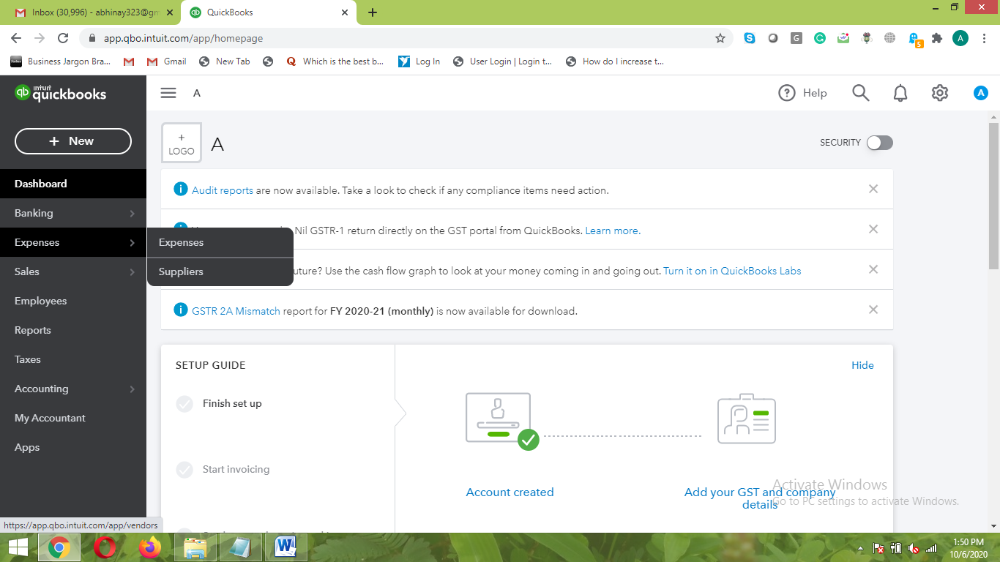 Inbox (30,996) - abhinay323@gm
QuickBooks
app.qbo.intuit.com/app/homepage
5
A
Business Jargon Bra...
Gmail
New Tab
Which is the best b...
Log In
User Login | Login t...
How do I increase t...
intuit
quickbooks
A
Help
A
+ New
+
LOGO
A
SECURITY
Dashboard
Banking
Expenses
Sales
Employees
Reports
Taxes
Accounting
My Accountant
Apps
Expenses
Suppliers
Audit reports are now available. Take a look to check if any compliance items need action.
Nil GSTR-1 return directly on the GST portal from QuickBooks. Learn more.
uture? Use the cash flow graph to look at your money coming in and going out. Turn it on in QuickBooks Labs
GSTR 2A Mismatch report for FY 2020-21 (monthly) is now available for download.
SETUP GUIDE
Hide
Finish set up
Start invoicing
Account created
Add your GST and company
details
Activate Windows
Go to PC settings to activate Windows.
https://app.qbo.intuit.com/app/vendors
1:50 PM
10/6/2020